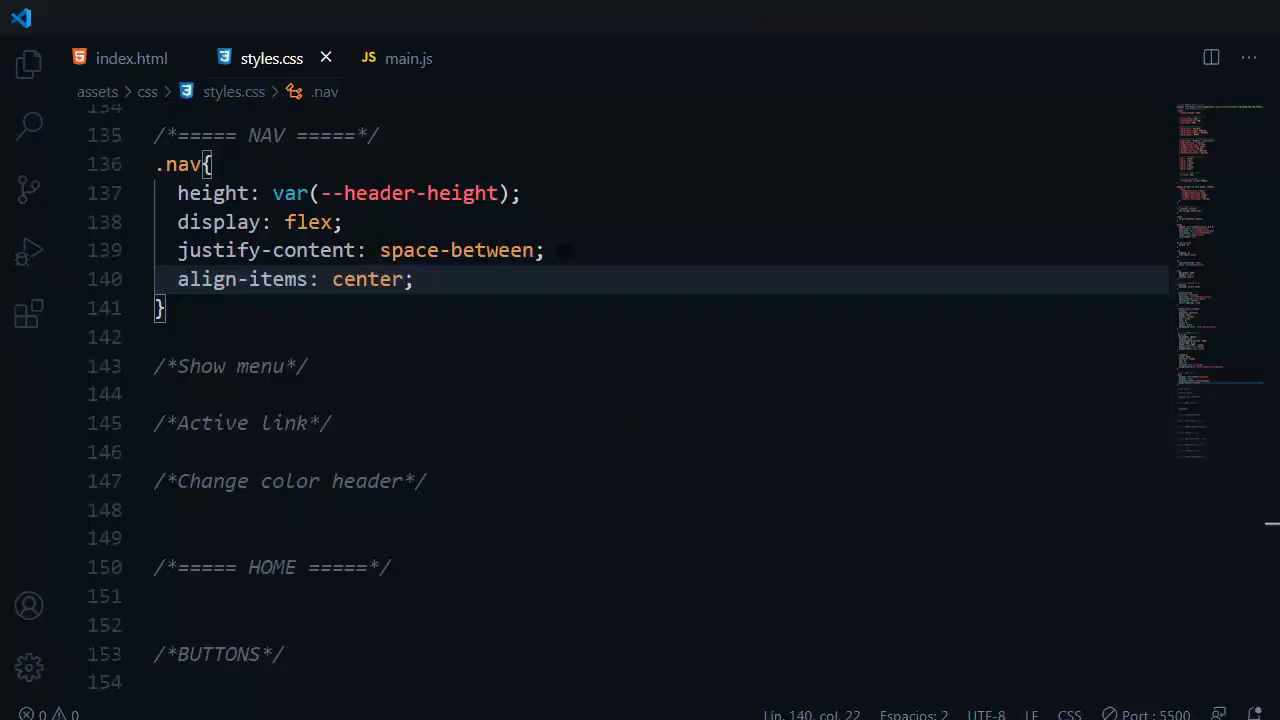 index.html styles.css × JS main.js ···
assets > css > styles.css > .nav
134
135 /*===== NAV =====*/
136 .nav{
137 height: var(--header-height);
138 display: flex;
139 justify-content: space-between;
140 align-items: center;
141 }
142
143 /*Show menu*/
144
145 /*Active link*/
146
147 /*Change color header*/
148
149
150 /*===== HOME =====*/
151
152
153 /*BUTTONS*/
154
0 0 Lín. 140, col. 22 Espacios: 2 UTF-8 LF CSS Port : 5500